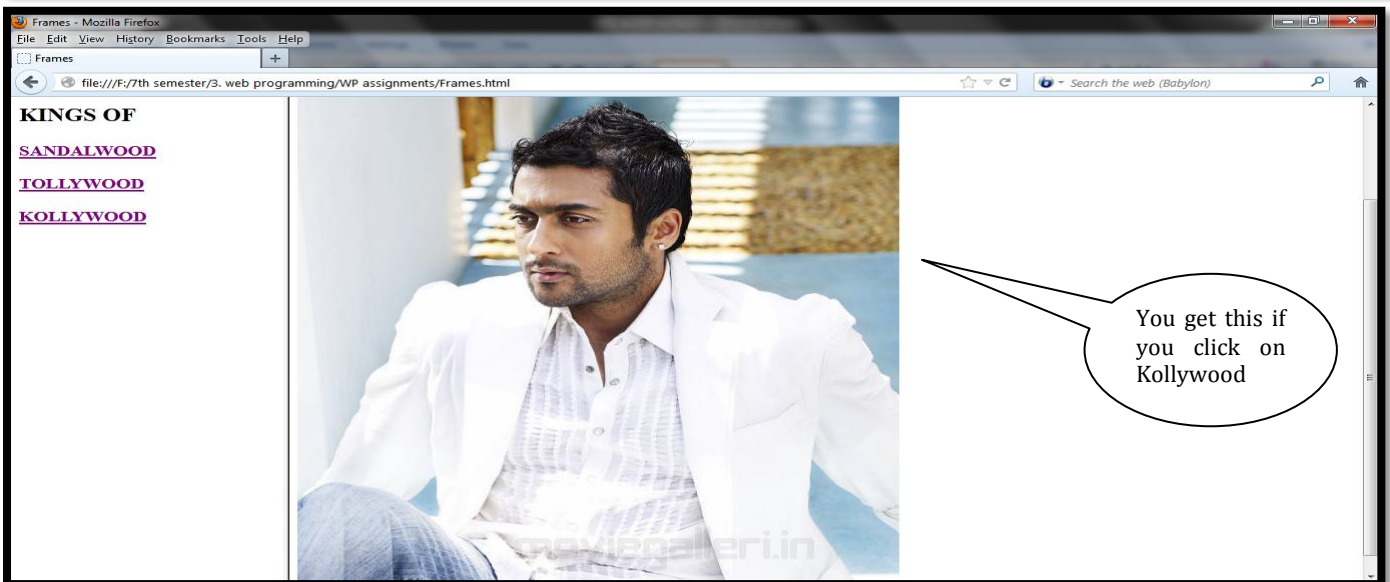 Frames - Mozilla Firefox
File Edit View History Bookmarks Tools Help
Frames
file:///F:/7th semester/3. web programming/WP assignments/Frames.html
Search the web (Babylon)
KINGS OF
SANDALWOOD
TOLLYWOOD
KOLLYWOOD
You get this if
you click on
Kollywood
moviegalleri.in